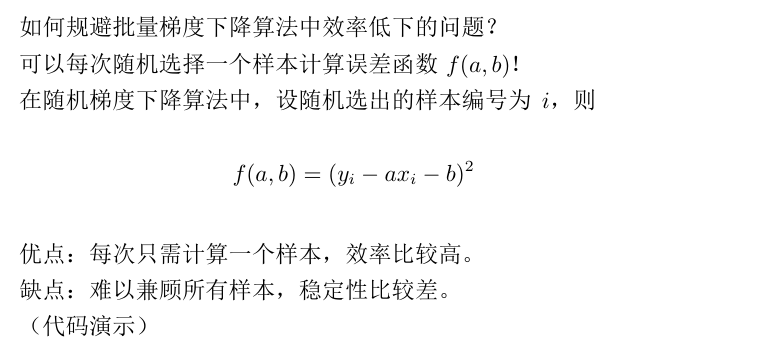 如何规避批量梯度下降算法中效率低下的问题?
可以每次随机选择一个样本计算误差函数 f(a, b)!
在随机梯度下降算法中，设随机选出的样本编号为 i，则
f(a, b) = (yᵢ − axᵢ − b)²
优点：每次只需计算一个样本，效率比较高。
缺点：难以兼顾所有样本，稳定性比较差。
（代码演示）